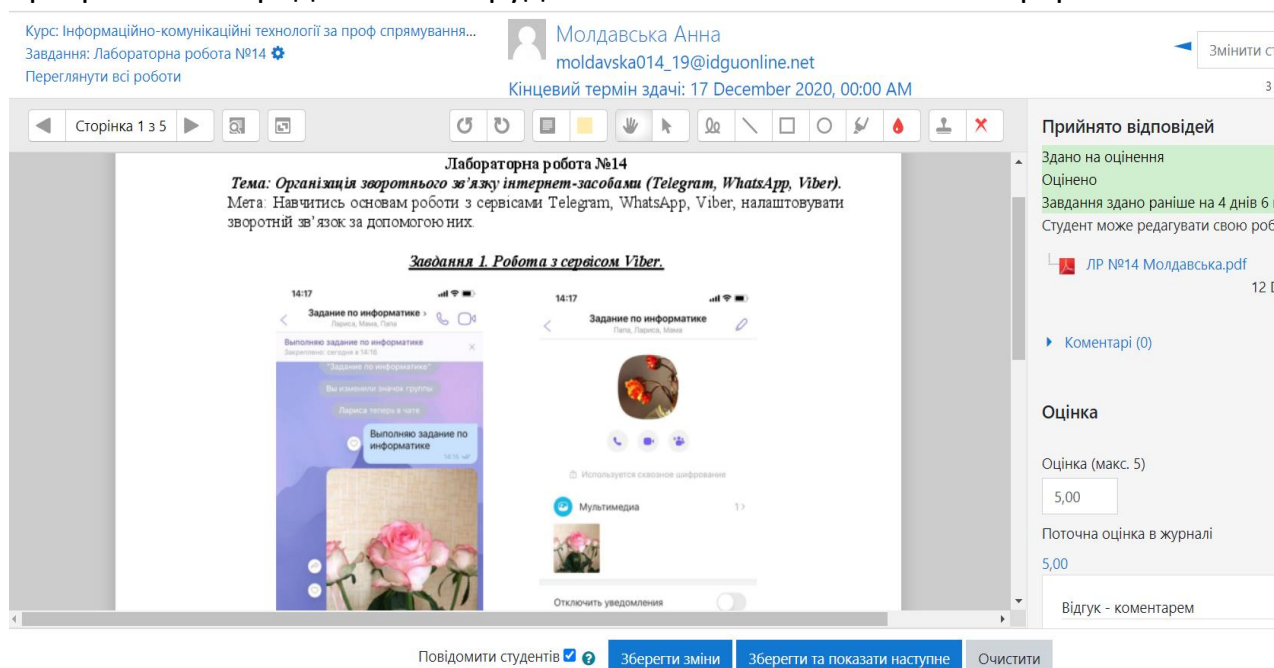 Курс: Інформаційно-комунікаційні технології за проф спрямування...
Завдання: Лабораторна робота №14
Переглянути всі роботи
Молдавська Анна
moldavska014_19@idguonline.net
Кінцевий термін здачі: 17 December 2020, 00:00 AM
Змінити ст
З
Сторінка 1 з 5
Лабораторна робота №14
Тема: Організація зворотнього зв’язку інтернет-засобами (Telegram, WhatsApp, Viber).
Мета: Навчитись основам роботи з сервісами Telegram, WhatsApp, Viber, налаштовувати
зворотній зв’язок за допомогою них.
Завдання 1. Робота з сервісом Viber.
14:17
Задание по информатике
Лариса, Мама, Папа
Выполняю задание по информатике
Закреплено: сегодня в 14:16
"Задание по информатике"
Вы изменили значок группы
Лариса теперь в чате
Выполняю задание по
информатике
14:16
14:17
Задание по информатике
Папа, Лариса, Мама
Используется сквозное шифрование
Мультимедиа 1
Отключить уведомления
Прийнято відповідей
Здано на оцінення
Оцінено
Завдання здано раніше на 4 днів 6
Студент може редагувати свою роб
ЛР №14 Молдавська.pdf
12 D
Коментарі (0)
Оцінка
Оцінка (макс. 5)
5,00
Поточна оцінка в журналі
5,00
Відгук - коментарем
Повідомити студентів
Зберегти зміни
Зберегти та показати наступне
Очистити